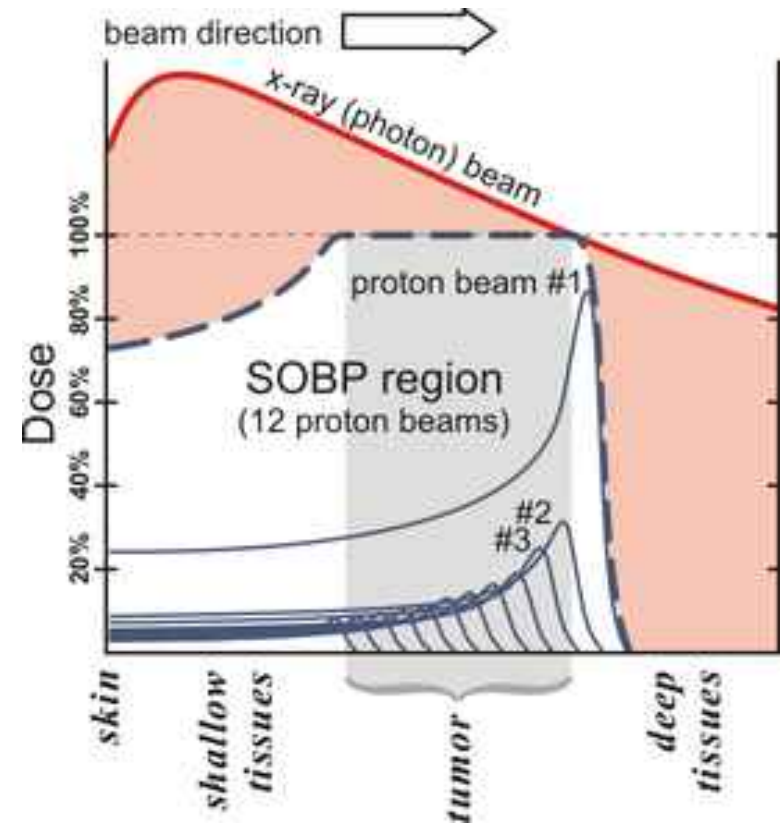 beam direction
x-ray (photon) beam
100%
80%
60%
40%
20%
Dose
proton beam #1
SOBP region
(12 proton beams)
#2
#3
skin
shallow
tissues
tumor
deep
tissues